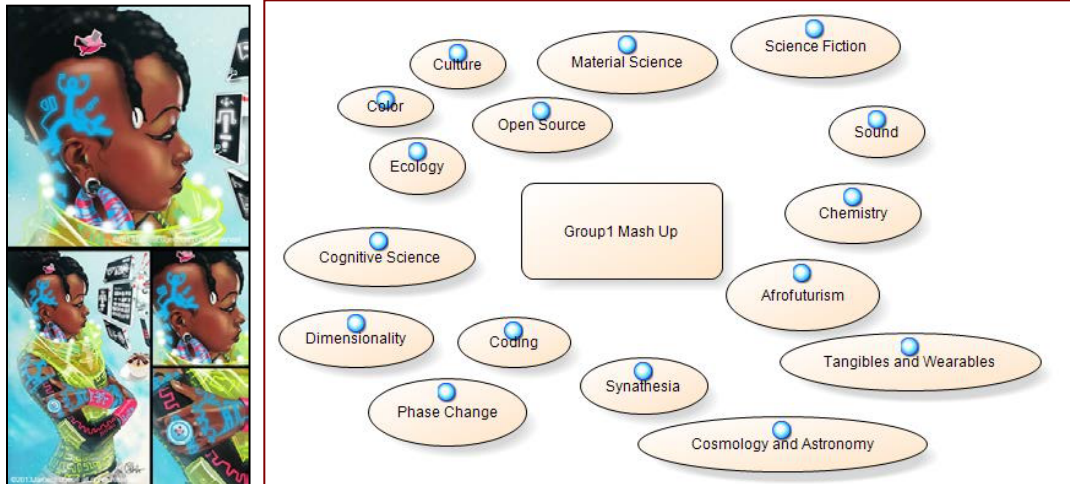 Culture
Material Science
Science Fiction
Color
Open Source
Sound
Ecology
Group1 Mash Up
Chemistry
Cognitive Science
Afrofuturism
Dimensionality
Coding
Tangibles and Wearables
Synathesia
Phase Change
Cosmology and Astronomy